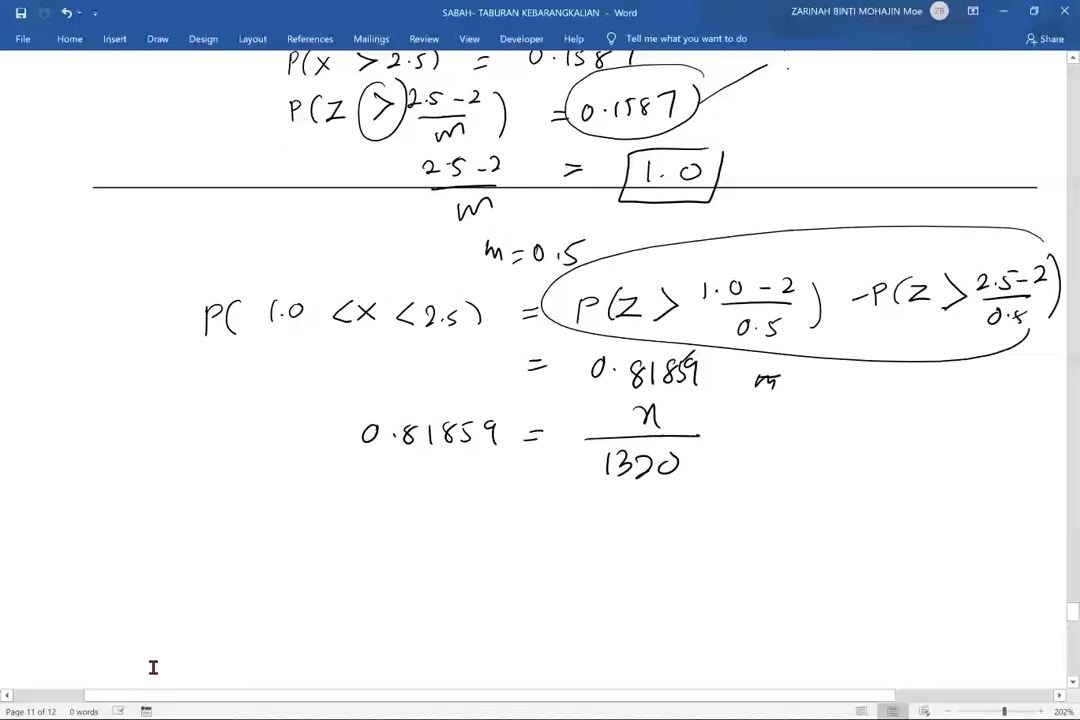 SABAH- TABURAN KEBARANGKALIAN - Word
ZARINAH BINTI MOHAJIN Moe ZB
File Home Insert Draw Design Layout References Mailings Review View Developer Help Tell me what you want to do Share
P(X > 2.5) = 0.1587
P(Z > (2.5 - 2)/m) = 0.1587
(2.5 - 2)/m = 1.0
m = 0.5
P( 1.0 < X < 2.5) = P(Z > (1.0 - 2)/0.5) - P(Z > (2.5 - 2)/0.5)
= 0.81859
0.81859 = n/1320
Page 11 of 12 0 words 202%